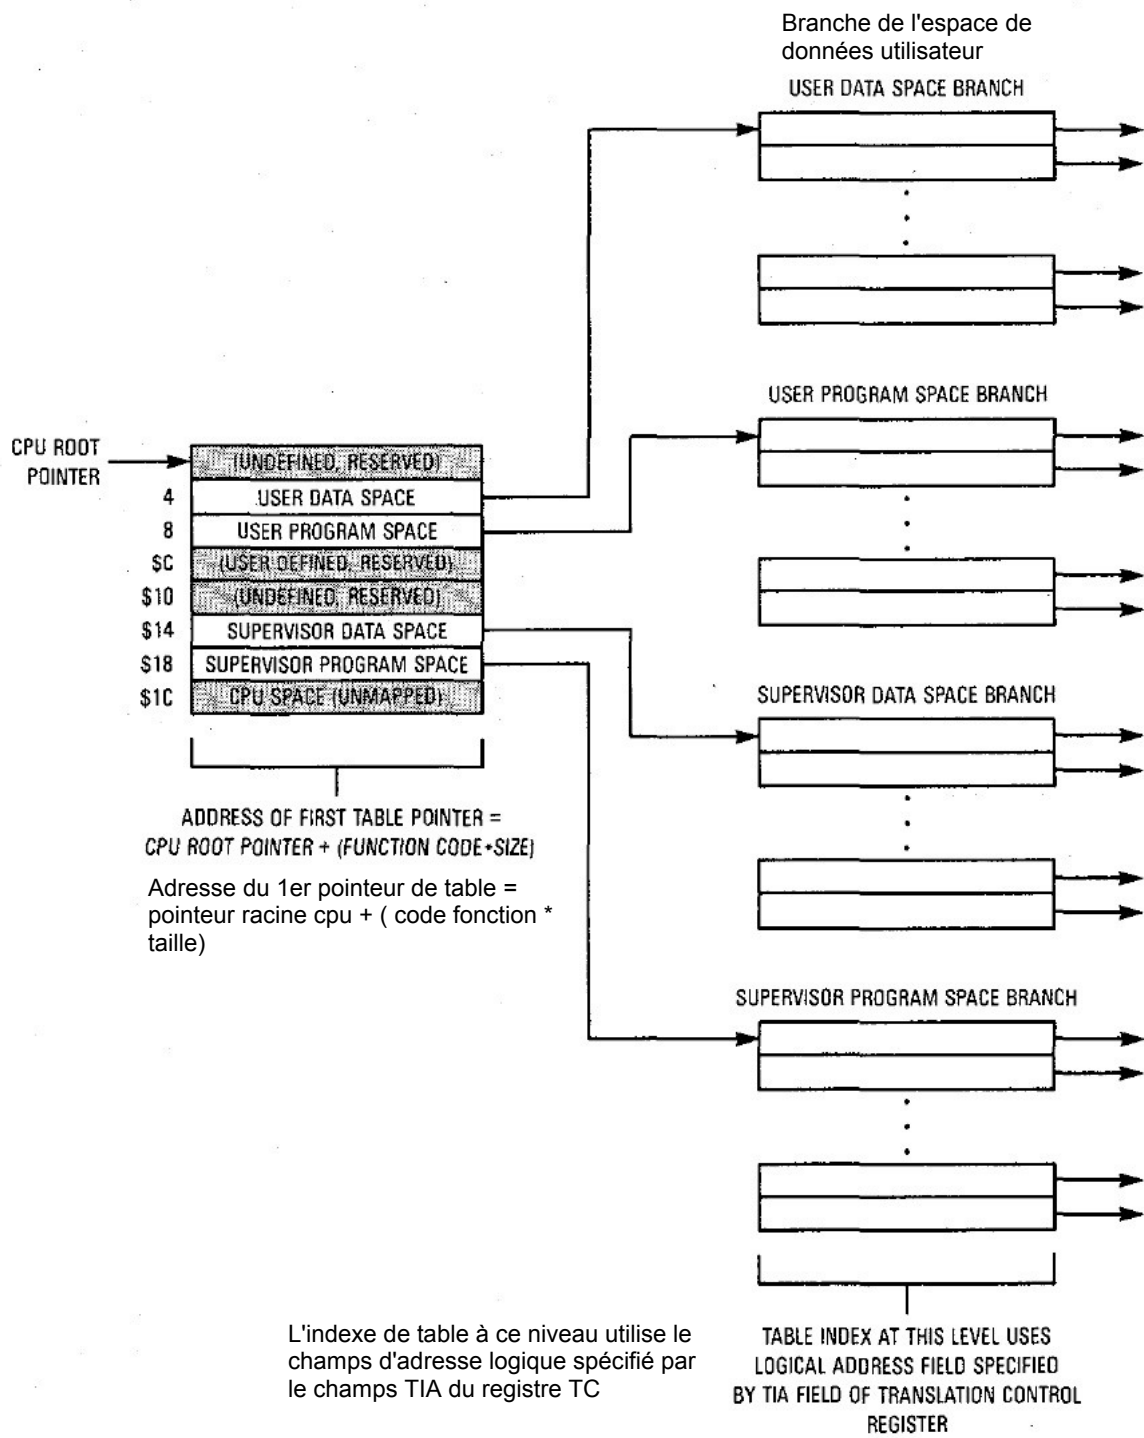 Branche de l'espace de
données utilisateur
USER DATA SPACE BRANCH
USER PROGRAM SPACE BRANCH
CPU ROOT
POINTER
(UNDEFINED, RESERVED)
4 USER DATA SPACE
8 USER PROGRAM SPACE
$C (USER DEFINED, RESERVED)
$10 (UNDEFINED, RESERVED)
$14 SUPERVISOR DATA SPACE
$18 SUPERVISOR PROGRAM SPACE
$1C CPU SPACE (UNMAPPED)
SUPERVISOR DATA SPACE BRANCH
ADDRESS OF FIRST TABLE POINTER =
CPU ROOT POINTER + (FUNCTION CODE*SIZE)
Adresse du 1er pointeur de table =
pointeur racine cpu + ( code fonction *
taille)
SUPERVISOR PROGRAM SPACE BRANCH
L'indexe de table à ce niveau utilise le
champs d'adresse logique spécifié par
le champs TIA du registre TC
TABLE INDEX AT THIS LEVEL USES
LOGICAL ADDRESS FIELD SPECIFIED
BY TIA FIELD OF TRANSLATION CONTROL
REGISTER